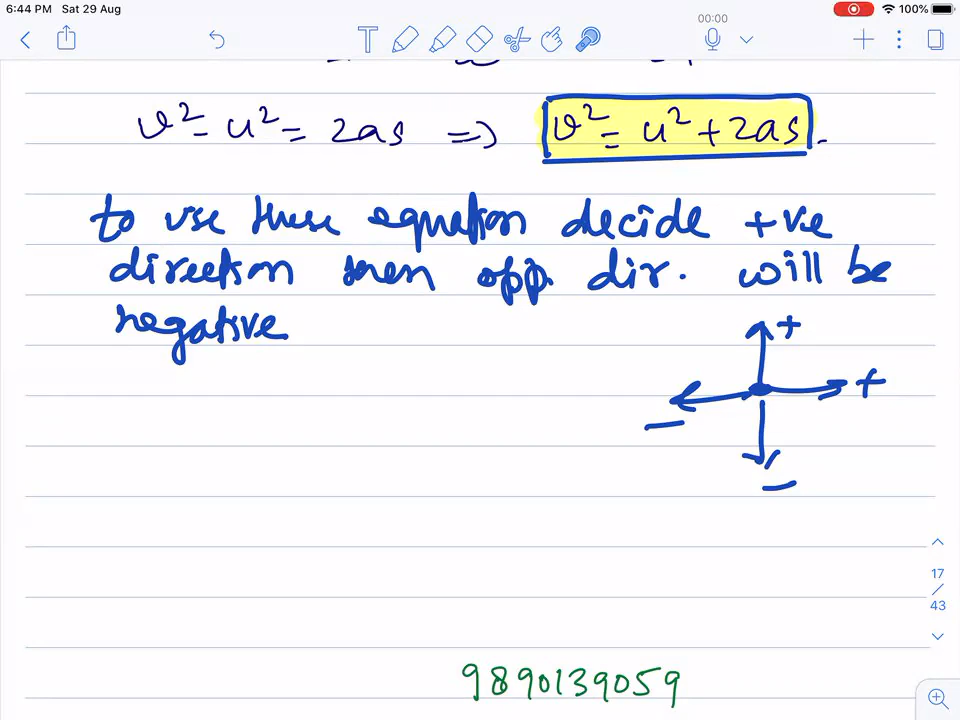 6:44 PM Sat 29 Aug 100%
00:00
T
v² = u² = 2as => v² = u² + 2as.
to use these equation decide +ve
direction then opp. dir. will be
negative
+
+
−
−
17
/
43
9890139059